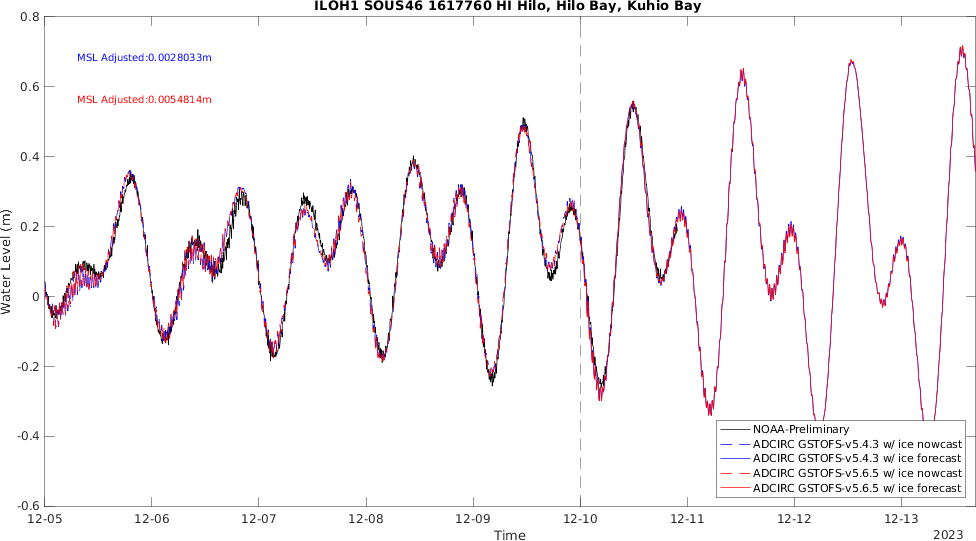 ILOH1 SOUS46 1617760 HI Hilo, Hilo Bay, Kuhio Bay
0.8
MSL Adjusted:0.0028033m
0.6
MSL Adjusted:0.0054814m
0.4
0.2
Water Level (m)
0
-0.2
-0.4
NOAA-Preliminary
ADCIRC GSTOFS-v5.4.3 w/ ice nowcast
ADCIRC GSTOFS-v5.4.3 w/ ice forecast
ADCIRC GSTOFS-v5.6.5 w/ ice nowcast
ADCIRC GSTOFS-v5.6.5 w/ ice forecast
-0.6
12-05 12-06 12-07 12-08 12-09 12-10 12-11 12-12 12-13
Time
2023